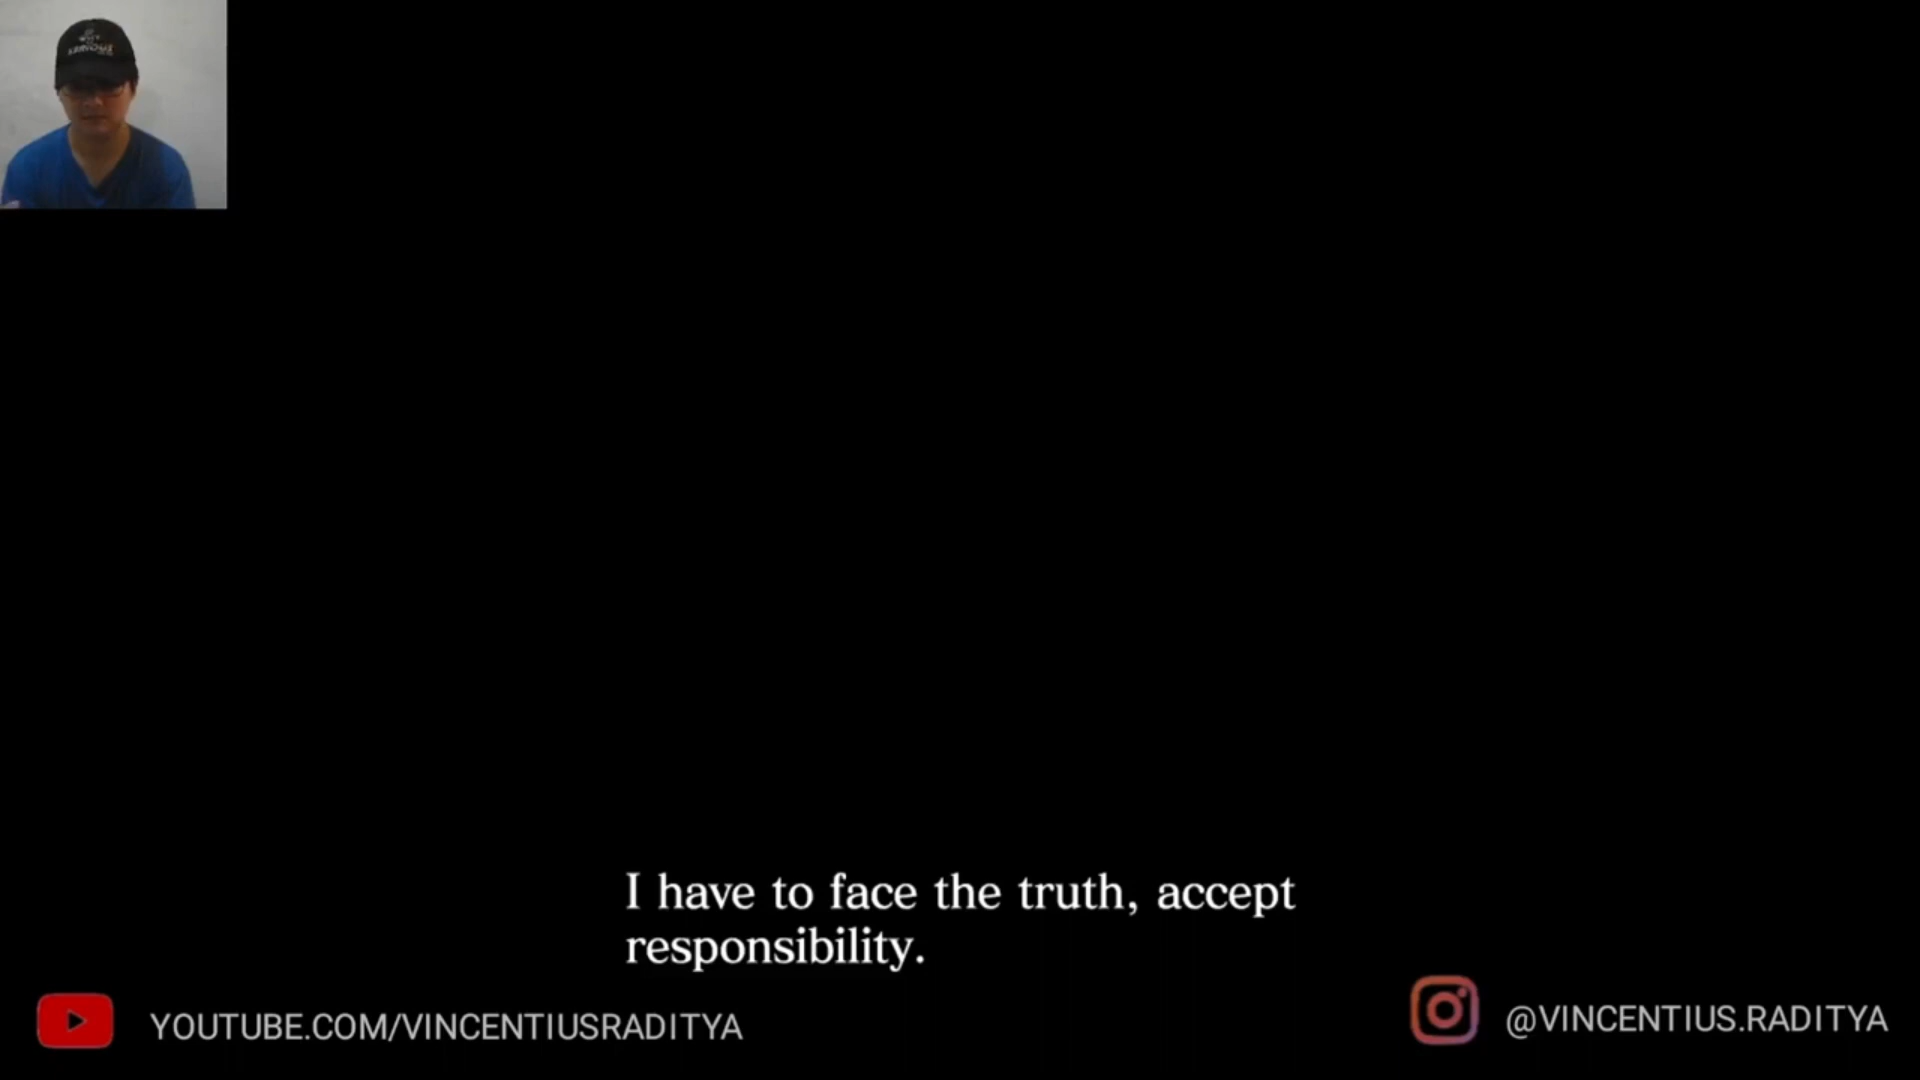 I have to face the truth, accept
responsibility.
YOUTUBE.COM/VINCENTIUSRADITYA
@VINCENTIUS.RADITYA